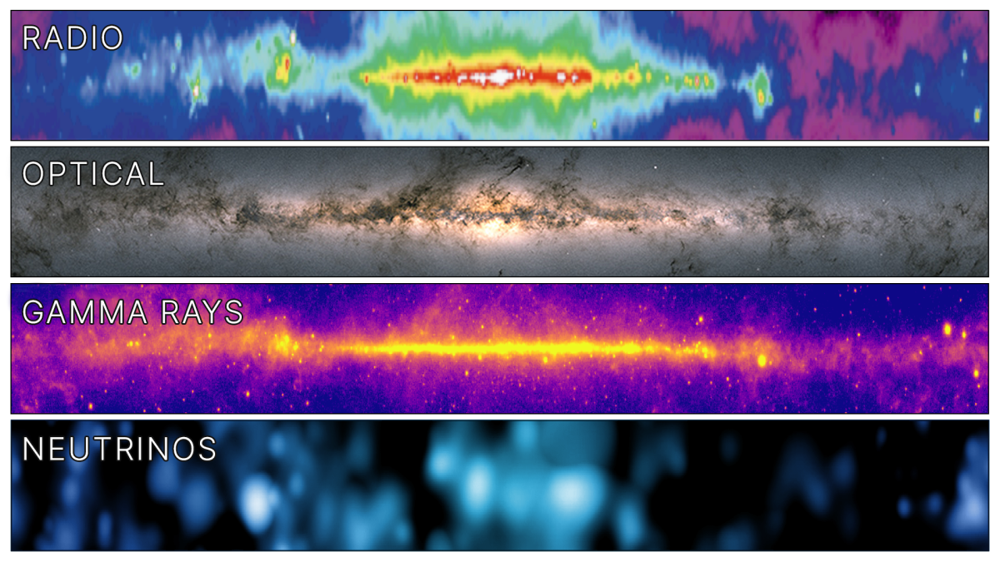 RADIO
OPTICAL
GAMMA RAYS
NEUTRINOS